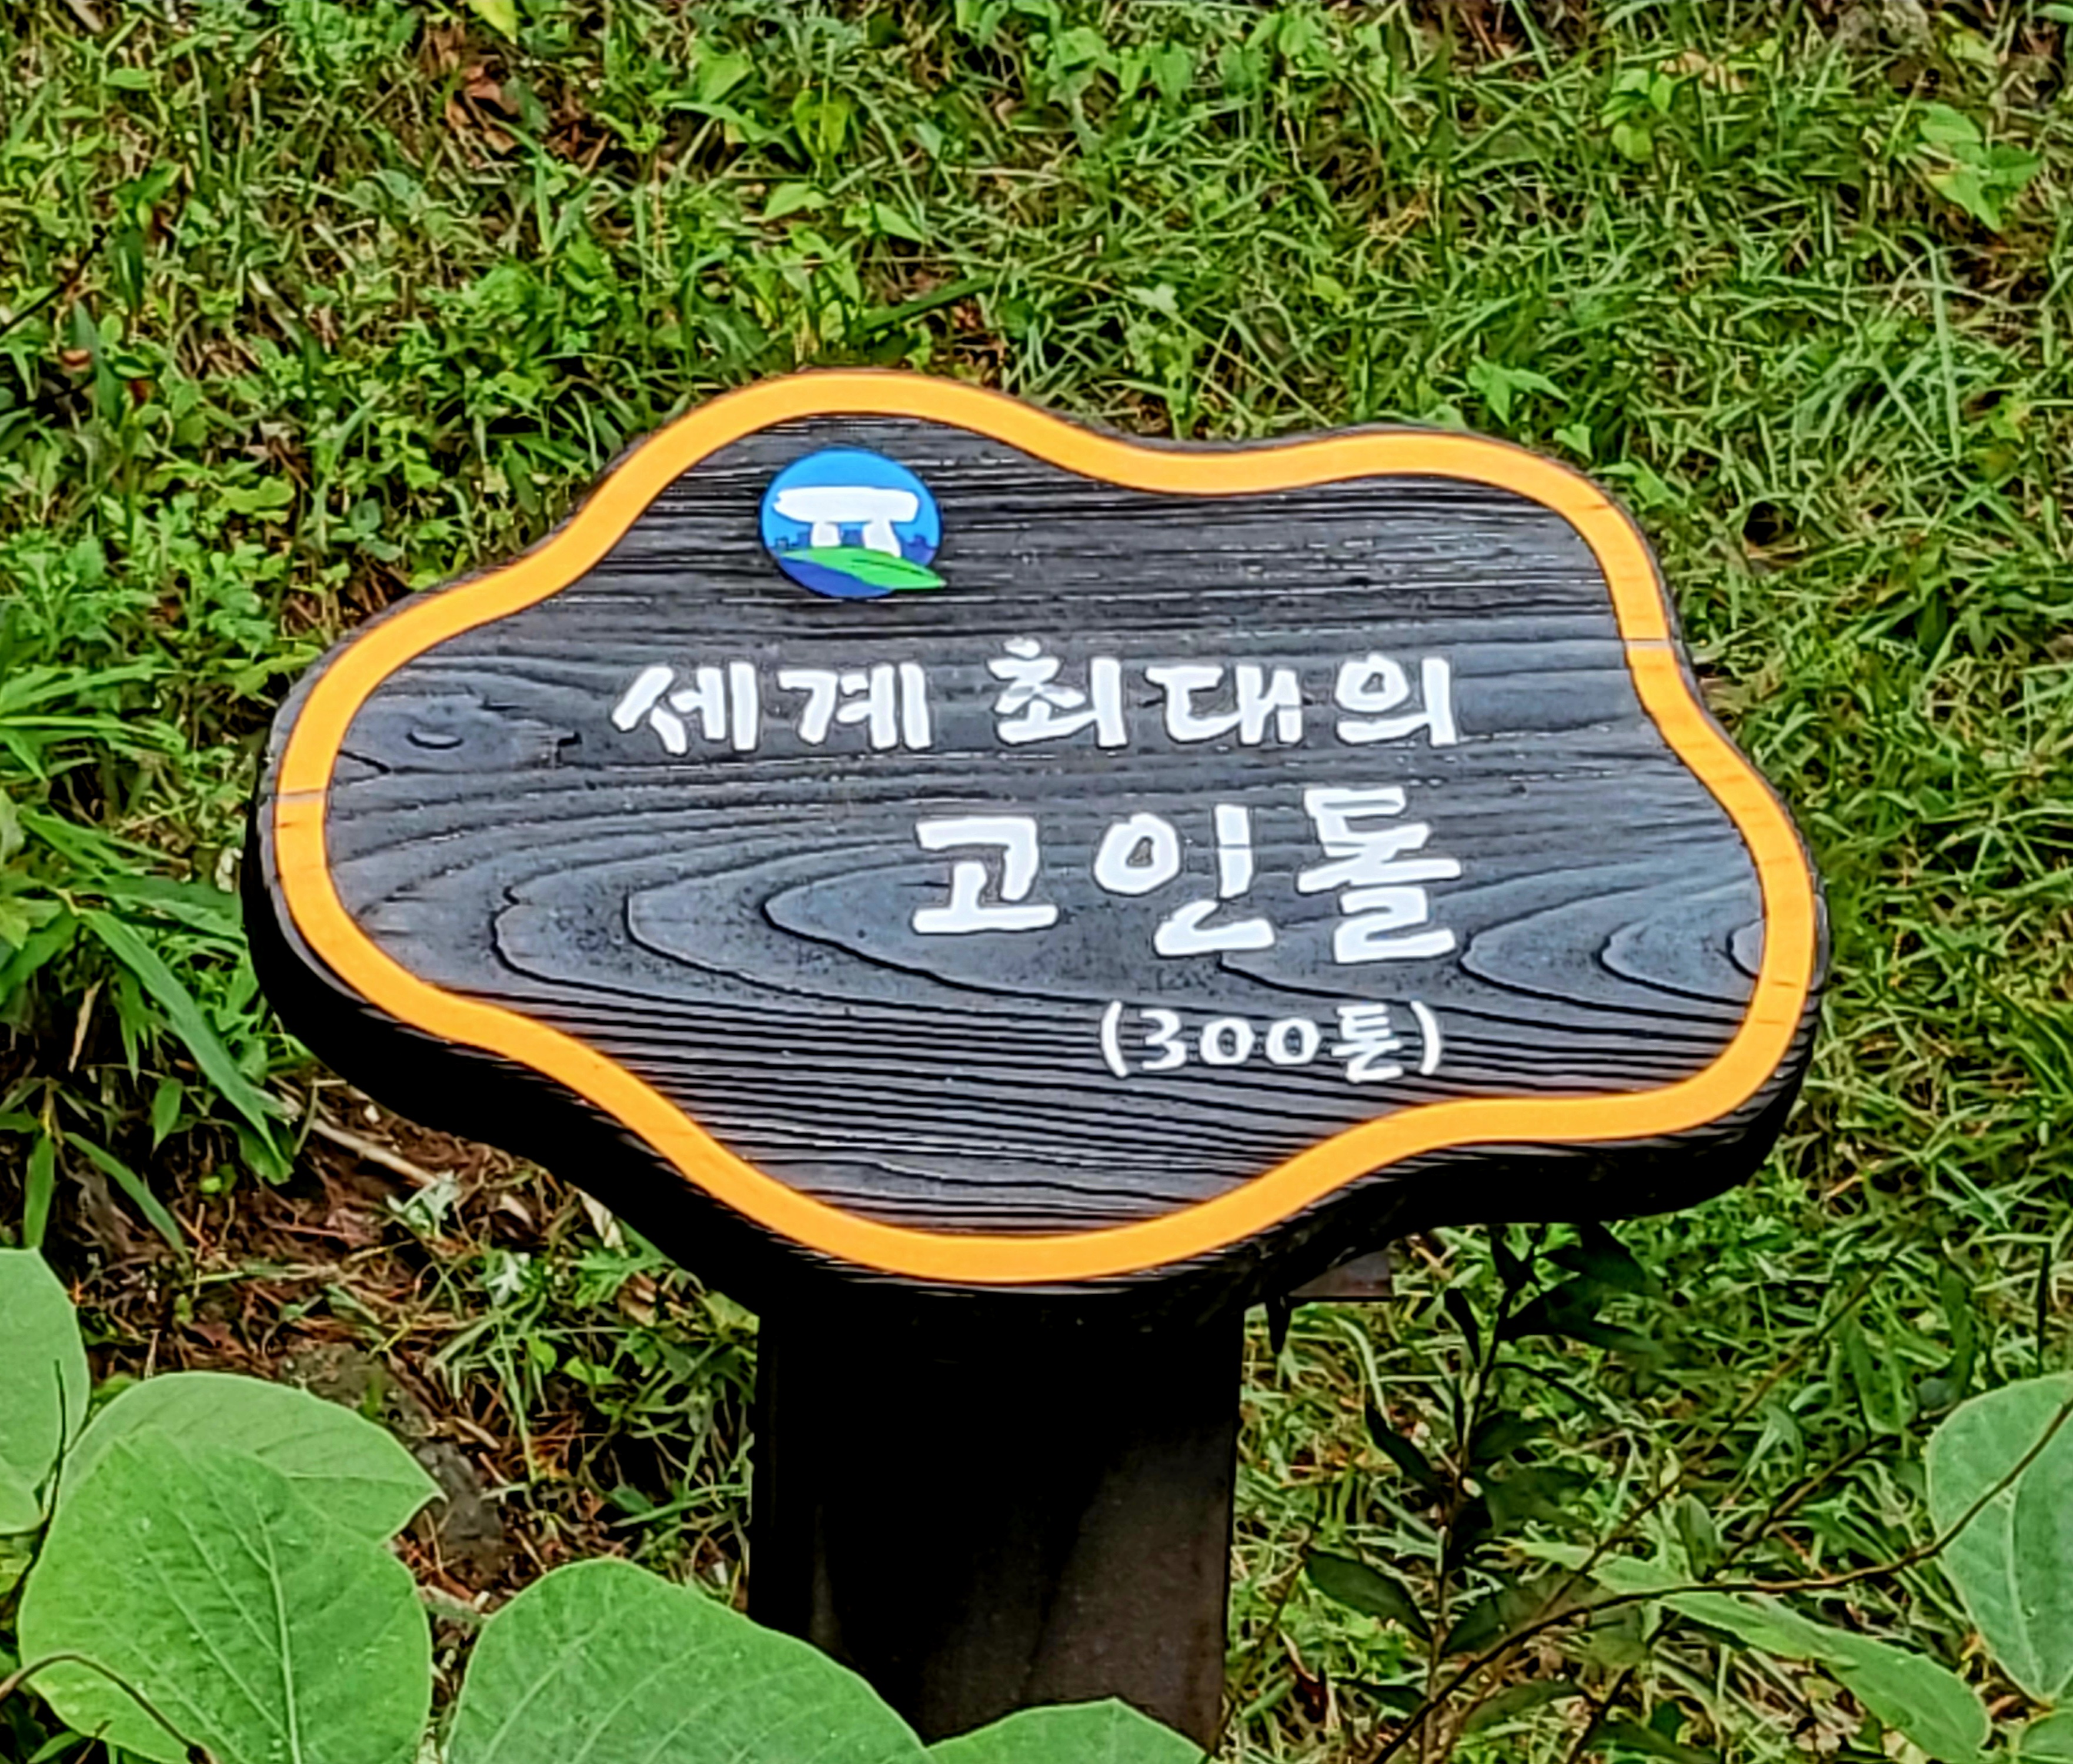 세계 최대의
고인돌
(300톤)